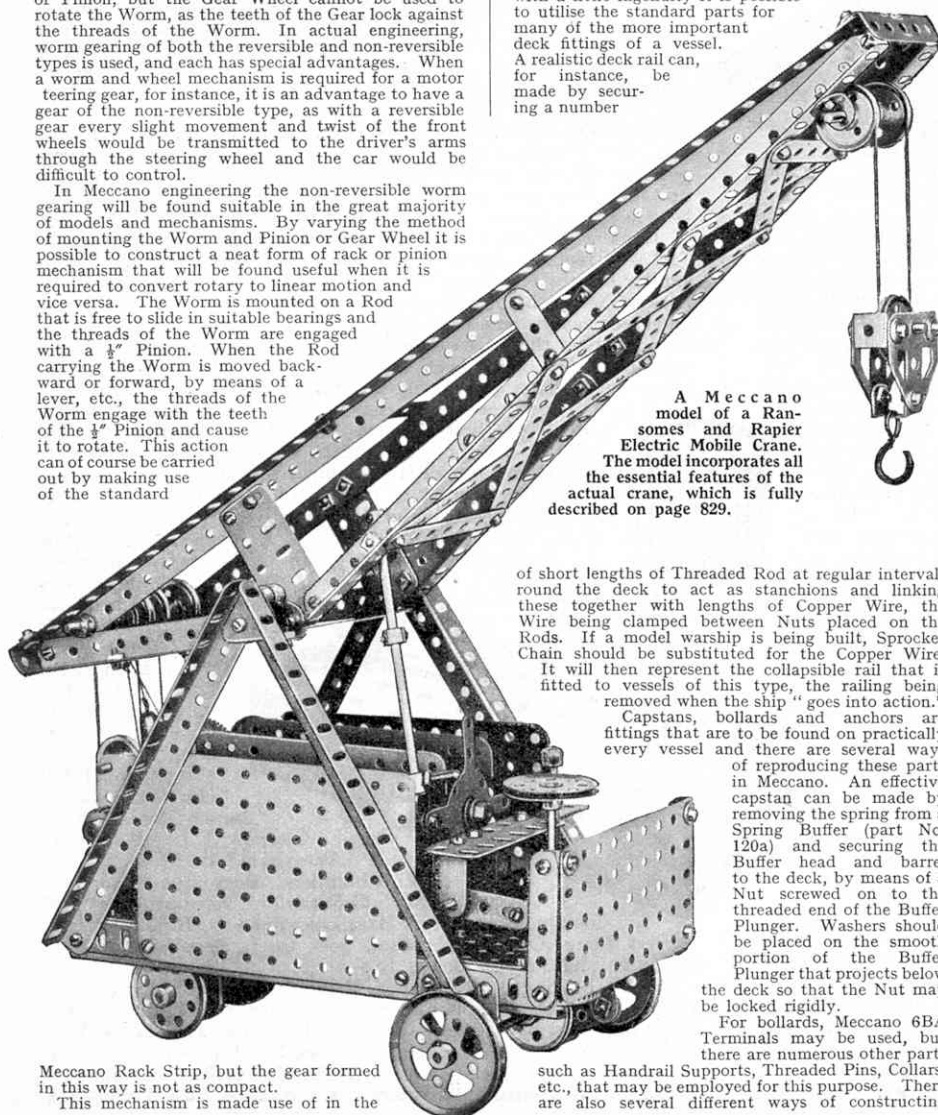 or Pinion, but the Gear Wheel cannot be used to
rotate the Worm, as the teeth of the Gear lock against
the threads of the Worm. In actual engineering,
worm gearing of both the reversible and non-reversible
types is used, and each has special advantages. When
a worm and wheel mechanism is required for a motor
teering gear, for instance, it is an advantage to have a
gear of the non-reversible type, as with a reversible
gear every slight movement and twist of the front
wheels would be transmitted to the driver's arms
through the steering wheel and the car would be
difficult to control.
In Meccano engineering the non-reversible worm
gearing will be found suitable in the great majority
of models and mechanisms. By varying the method
of mounting the Worm and Pinion or Gear Wheel it is
possible to construct a neat form of rack or pinion
mechanism that will be found useful when it is
required to convert rotary to linear motion and
vice versa. The Worm is mounted on a Rod
that is free to slide in suitable bearings and
the threads of the Worm are engaged
with a ½″ Pinion. When the Rod
carrying the Worm is moved back-
ward or forward, by means of a
lever, etc., the threads of the
Worm engage with the teeth
of the ½″ Pinion and cause
it to rotate. This action
can of course be carried
out by making use
of the standard
Meccano Rack Strip, but the gear formed
in this way is not as compact.
This mechanism is made use of in the
to utilise the standard parts for
many of the more important
deck fittings of a vessel.
A realistic deck rail can,
for instance, be
made by secur-
ing a number
A Meccano
model of a Ran-
somes and Rapier
Electric Mobile Crane.
The model incorporates all
the essential features of the
actual crane, which is fully
described on page 829.
of short lengths of Threaded Rod at regular interval
round the deck to act as stanchions and linkin
these together with lengths of Copper Wire, th
Wire being clamped between Nuts placed on th
Rods. If a model warship is being built, Sprocke
Chain should be substituted for the Copper Wire
It will then represent the collapsible rail that i
fitted to vessels of this type, the railing bein
removed when the ship " goes into action.
Capstans, bollards and anchors ar
fittings that are to be found on practicall
every vessel and there are several way
of reproducing these part
in Meccano. An effectiv
capstan can be made b
removing the spring from
Spring Buffer (part No
120a) and securing th
Buffer head and barre
to the deck, by means of
Nut screwed on to th
threaded end of the Buffe
Plunger. Washers shoul
be placed on the smoot
portion of the Buffe
Plunger that projects belo
the deck so that the Nut ma
be locked rigidly.
For bollards, Meccano 6B
Terminals may be used, bu
there are numerous other part
such as Handrail Supports, Threaded Pins, Collars
etc., that may be employed for this purpose. Ther
are also several different ways of constructin